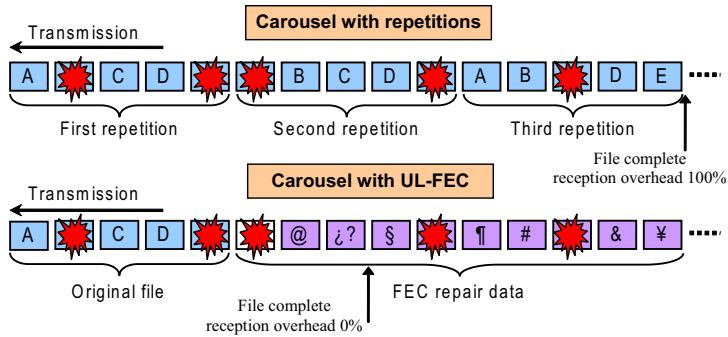 Carousel with repetitions
Transmission
A C D B C D A B D E
First repetition Second repetition Third repetition
File complete
reception overhead 100%
Carousel with UL-FEC
Transmission
A C D @ ¿? § ¶ # & ¥
Original file FEC repair data
File complete
reception overhead 0%